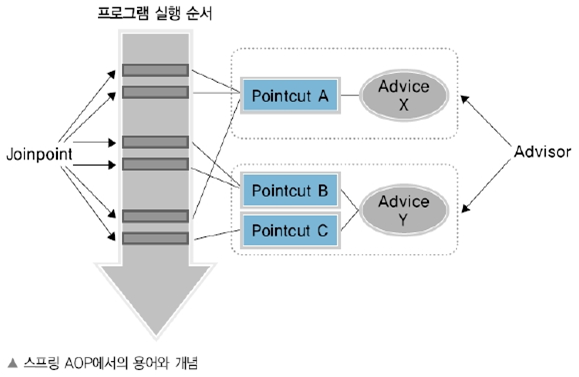 프로그램 실행 순서
Joinpoint
Pointcut A
Advice
X
Pointcut B
Pointcut C
Advice
Y
Advisor
▲ 스프링 AOP에서의 용어와 개념